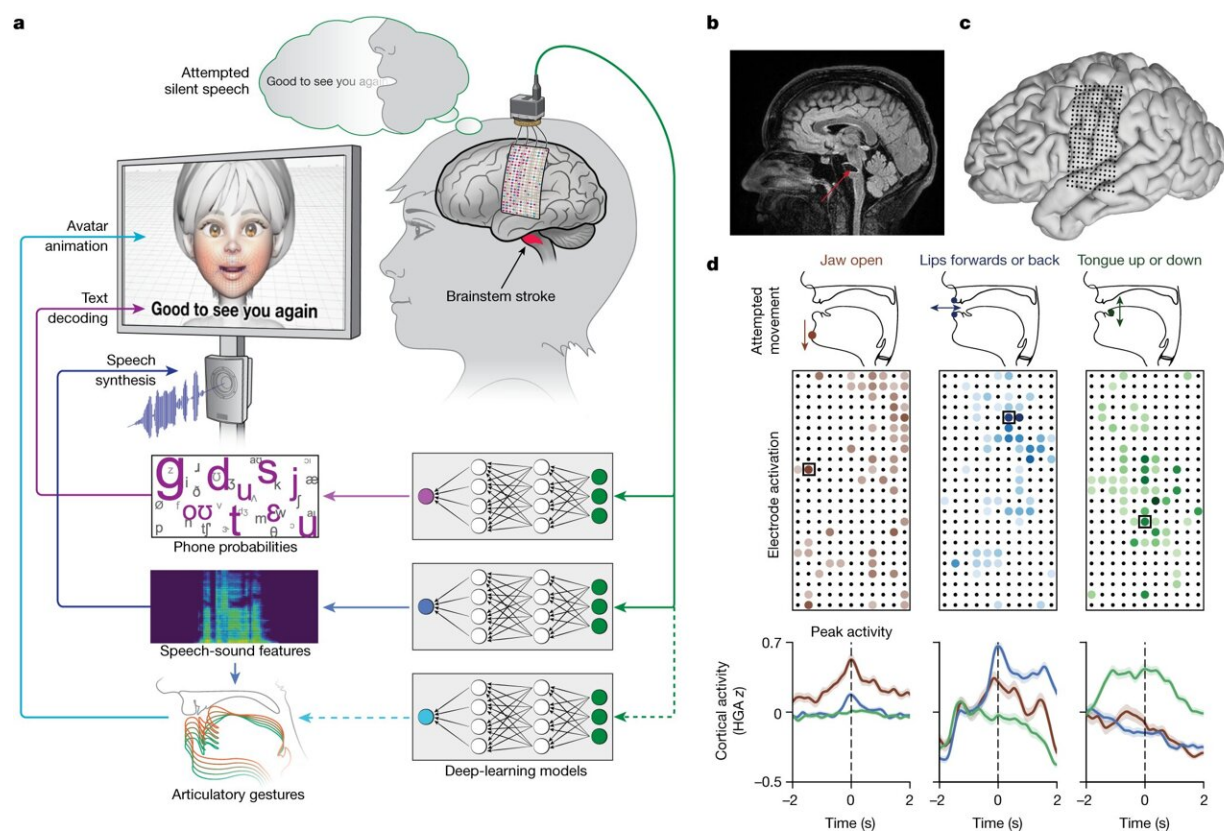 a
Attempted
silent speech
Good to see you again
Avatar
animation
Text
decoding
Good to see you again
Brainstem stroke
Speech
synthesis
Phone probabilities
Speech-sound features
Articulatory gestures
Deep-learning models
b
c
d
Jaw open
Lips forwards or back
Tongue up or down
Attempted
movement
Electrode activation
Peak activity
Cortical activity
(HGA z)
0.7
0
0
–0.5
–2 0 2
–2 0 2
–2 0 2
Time (s)
Time (s)
Time (s)